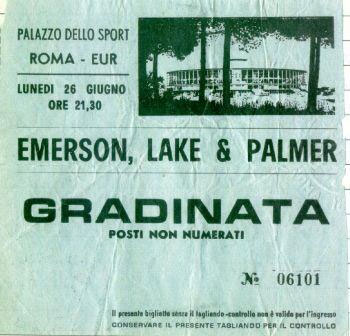 PALAZZO DELLO SPORT
ROMA - EUR
LUNEDI 26 GIUGNO
ORE 21,30
EMERSON, LAKE & PALMER
GRADINATA
POSTI NON NUMERATI
№ 06101
Il presente biglietto senza il tagliando-controllo non è valido per l'ingresso
CONSERVARE IL PRESENTE TAGLIANDO PER IL CONTROLLO